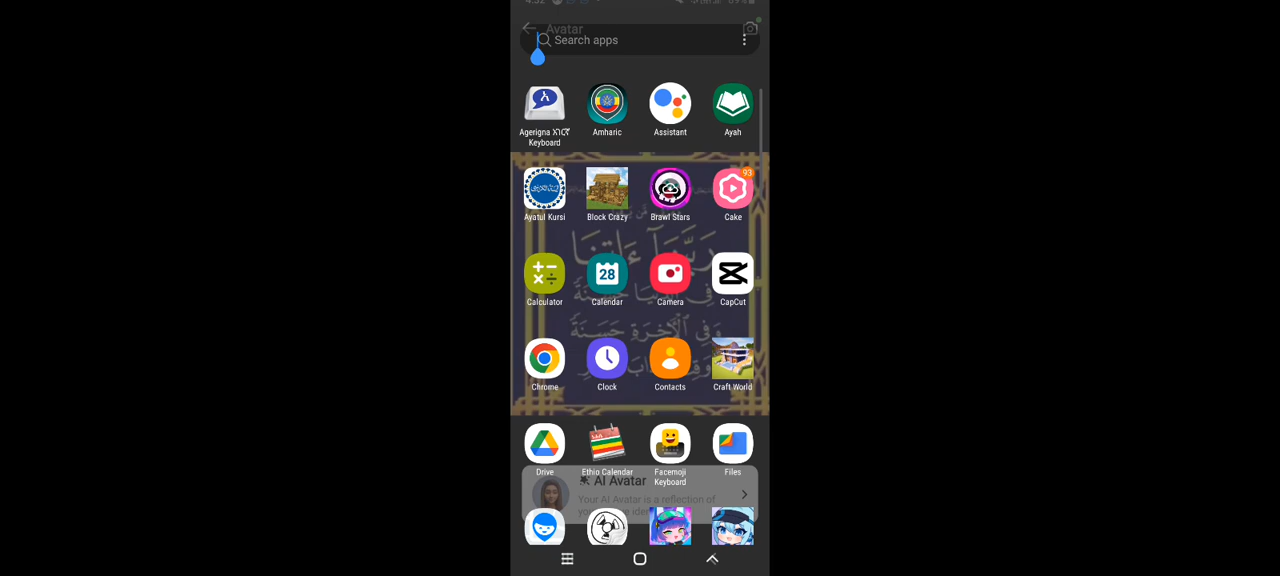 Avatar
Search apps
Agerigna
Keyboard
Amharic
Assistant
Ayah
Ayatul Kursi
Block Crazy
Brawl Stars
93
Cake
Calculator
28
Calendar
Camera
CapCut
Chrome
Clock
Contacts
Craft World
Drive
Ethio Calendar
Facemoji
Keyboard
Files
AI Avatar
Your AI Avatar is a reflection of